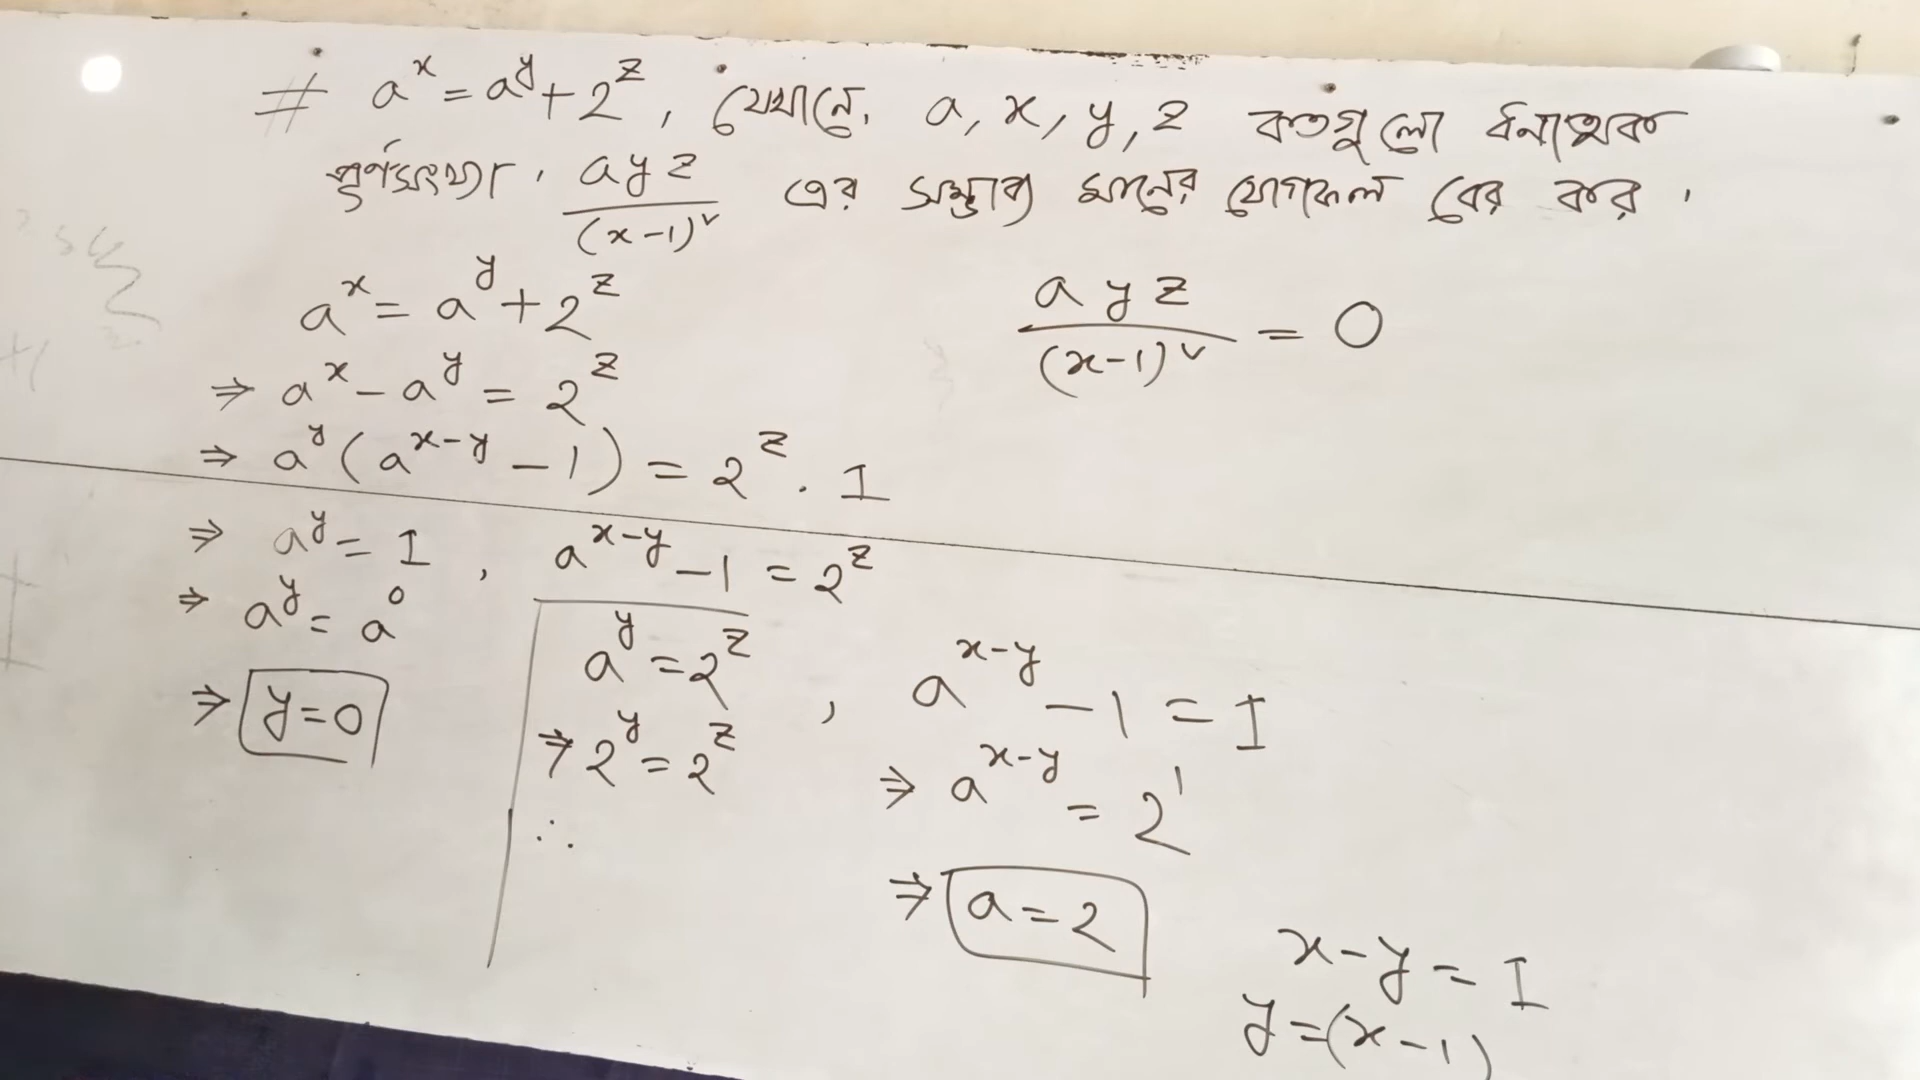 # a^x = a^y + 2^z, যেখানে, a, x, y, z কতগুলো ধনাত্মক
পূর্ণসংখ্যা। ayz/(x-1)² এর সম্ভাব্য মানের যোগফল বের কর।
a^x = a^y + 2^z
⇒ a^x - a^y = 2^z
⇒ a^y (a^(x-y) - 1) = 2^z . 1
⇒ a^y = 1, a^(x-y) - 1 = 2^z
⇒ a^y = a^0
⇒ y = 0
a^y = 2^z, a^(x-y) - 1 = 1
⇒ 2^y = 2^z
∴
⇒ a^(x-y) = 2^1
⇒ a = 2
x - y = 1
y = (x - 1)
ayz/(x-1)² = 0